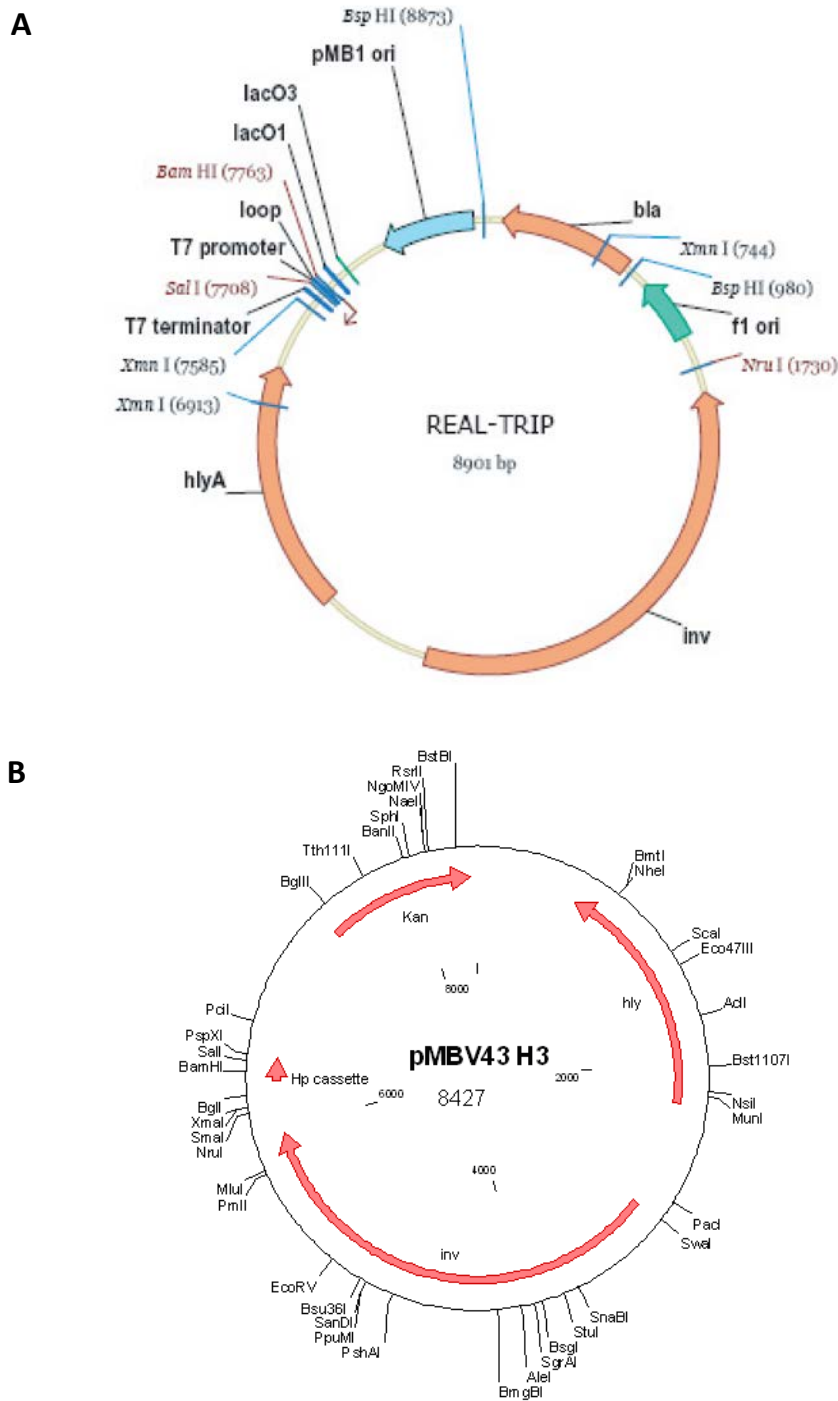 A
Bsp HI (8873)
pMB1 ori
lacO3
lacO1
Bam HI (7763)
loop
T7 promoter
Sal I (7708)
T7 terminator
Xmn I (7585)
Xmn I (6913)
hlyA
bla
Xmn I (744)
Bsp HI (980)
f1 ori
Nru I (1730)
inv
REAL-TRIP
8901 bp
B
BstBI
RsrII
NgoMIV
NaeI
SphI
BanII
Tth111I
BglII
PciI
PspXI
SalI
BamHI
BglI
XmaI
SmaI
NruI
MluI
PmlI
EcoRV
Bsu36I
SanDI
PpuMI
PshAI
BmgBI
AleI
SgrAI
BsgI
StuI
SnaBI
SwaI
PacI
MunI
NsiI
Bst1107I
AclI
Eco47III
ScaI
NheI
BmtI
Kan
hly
8000
pMBV43 H3
8427
Hp cassette
6000
2000
4000
inv